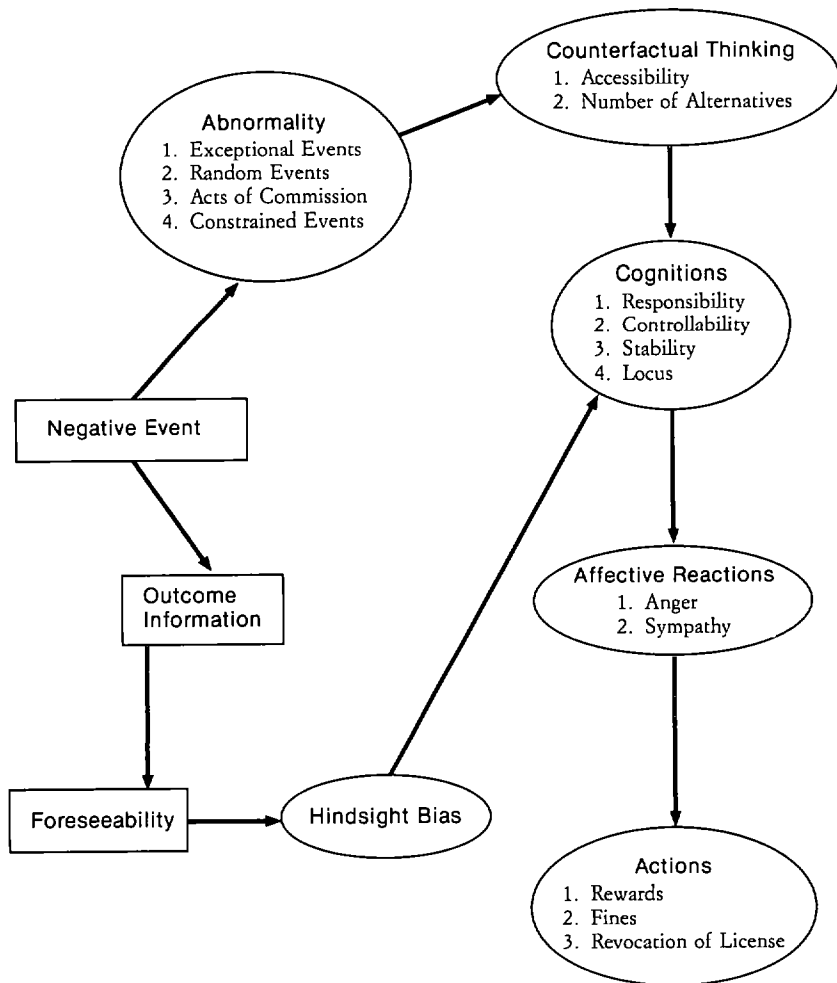 Counterfactual Thinking
1. Accessibility
2. Number of Alternatives
Abnormality
1. Exceptional Events
2. Random Events
3. Acts of Commission
4. Constrained Events
Cognitions
1. Responsibility
2. Controllability
3. Stability
4. Locus
Negative Event
Outcome
Information
Affective Reactions
1. Anger
2. Sympathy
Foreseeability
Hindsight Bias
Actions
1. Rewards
2. Fines
3. Revocation of License